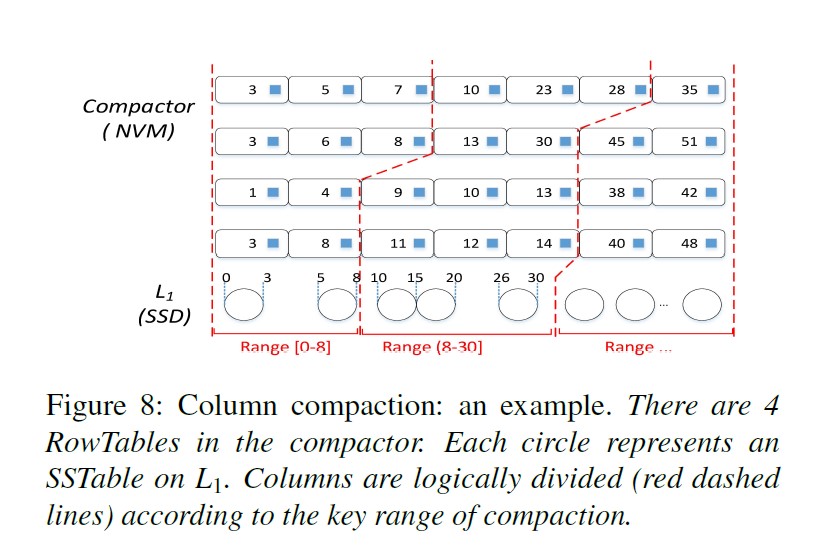 Compactor
( NVM)
3 5 7 10 23 28 35
3 6 8 13 30 45 51
1 4 9 10 13 38 42
3 8 11 12 14 40 48
0 3 5 8 10 15 20 26 30
L1
(SSD)
...
Range [0-8] Range (8-30] Range ...
Figure 8: Column compaction: an example. There are 4
RowTables in the compactor. Each circle represents an
SSTable on L1. Columns are logically divided (red dashed
lines) according to the key range of compaction.